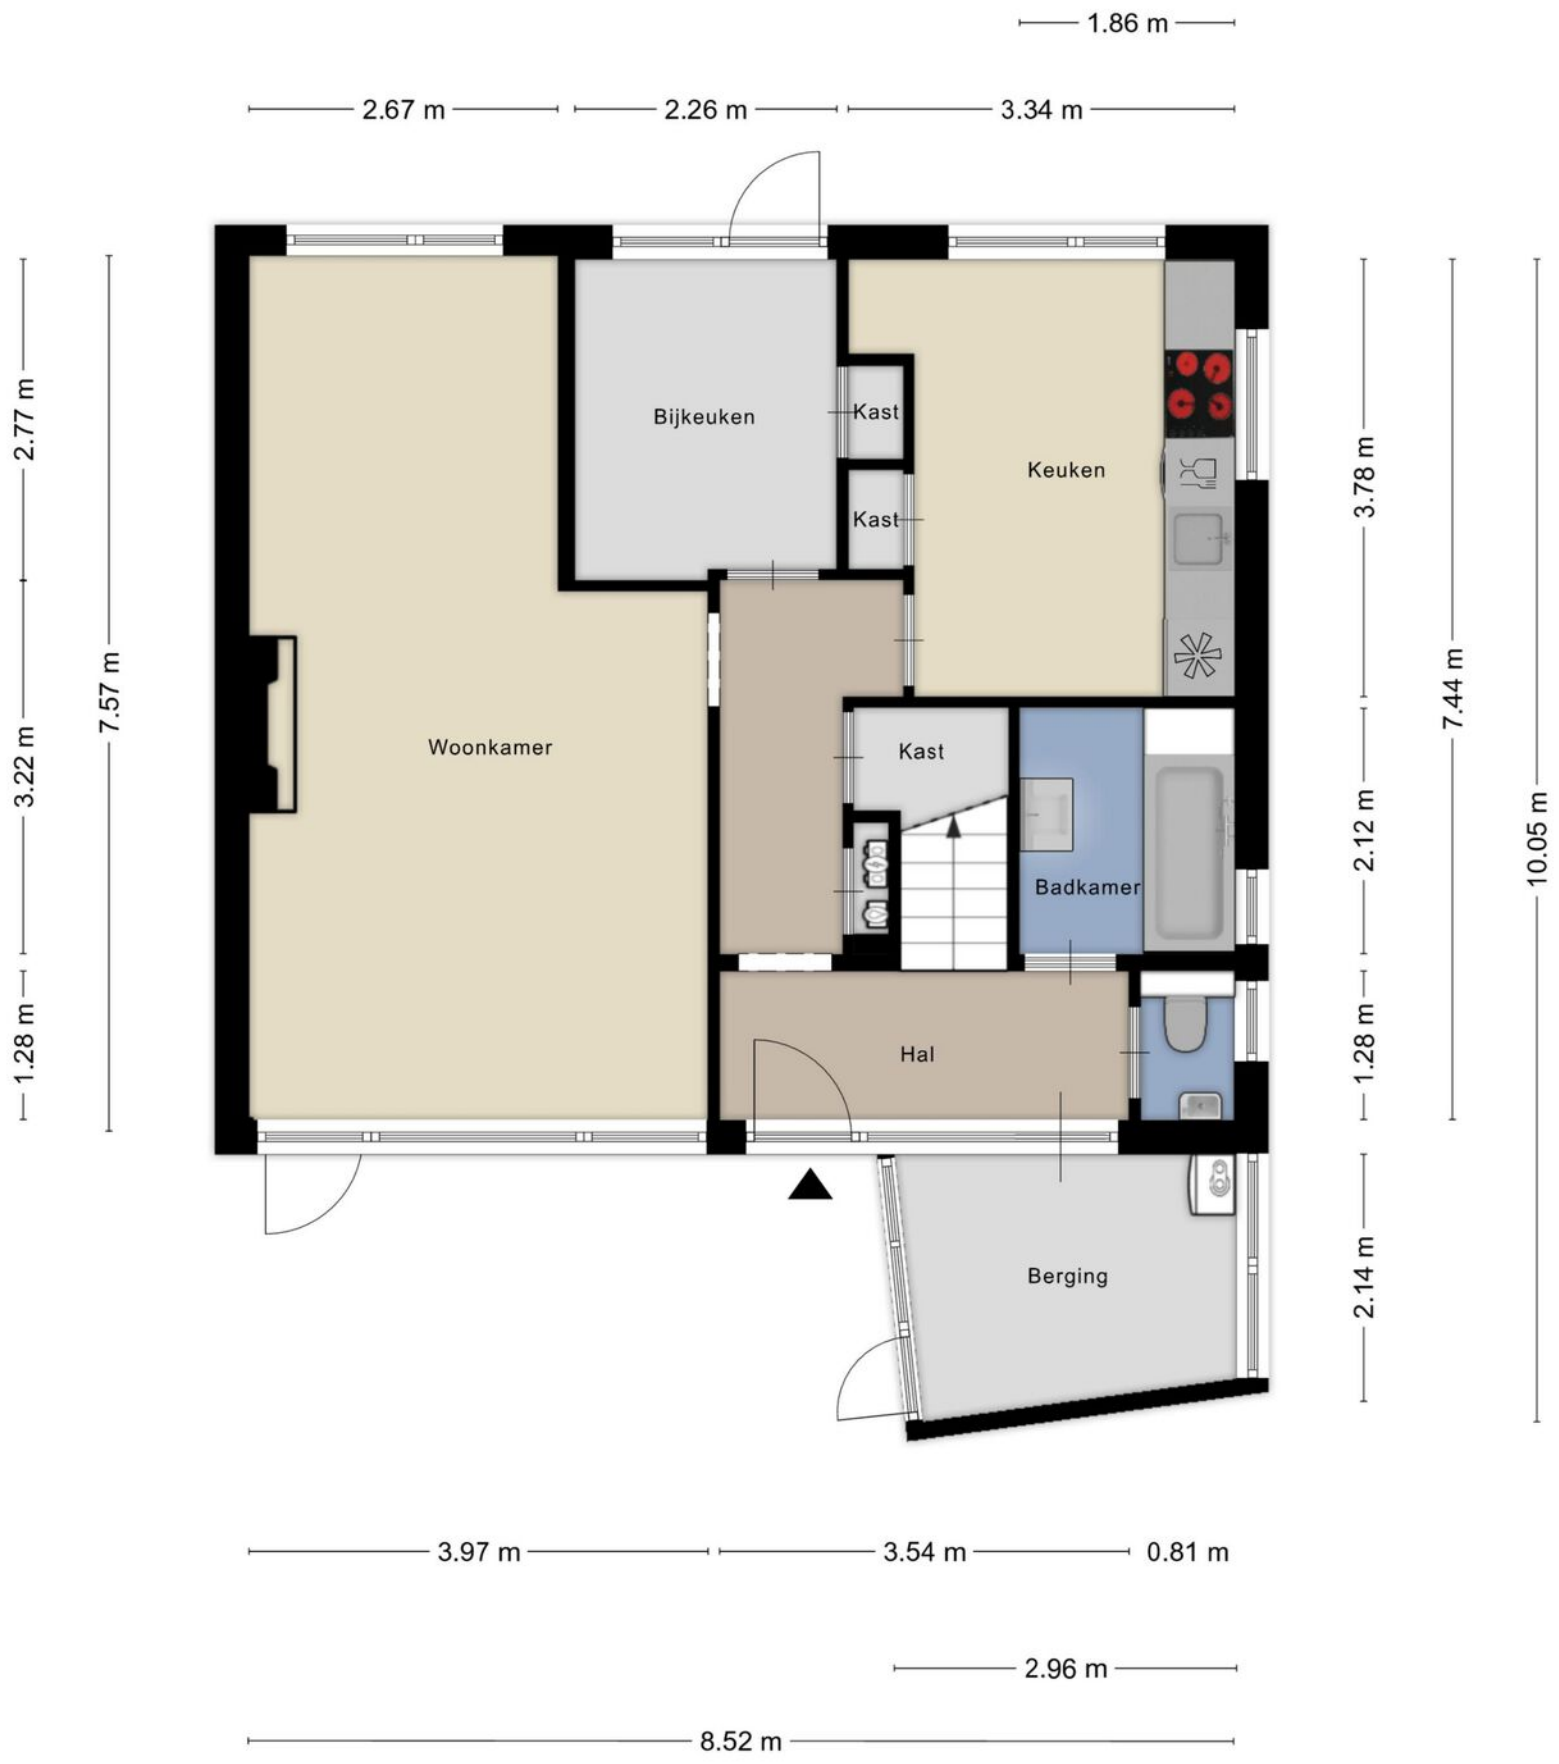 1.86 m
2.67 m
2.26 m
3.34 m
2.77 m
7.57 m
3.22 m
1.28 m
Bijkeuken
Kast
Kast
Keuken
Woonkamer
Kast
Badkamer
Hal
Berging
3.78 m
7.44 m
2.12 m
10.05 m
1.28 m
2.14 m
3.97 m
3.54 m
0.81 m
2.96 m
8.52 m